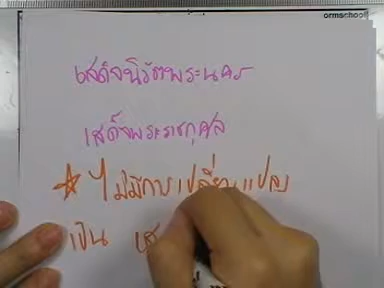 ormschool
เสด็จนิวัตพระนคร
เสด็จพระราชกุศล
ไม่มีการเปลี่ยนแปลง
เป็น